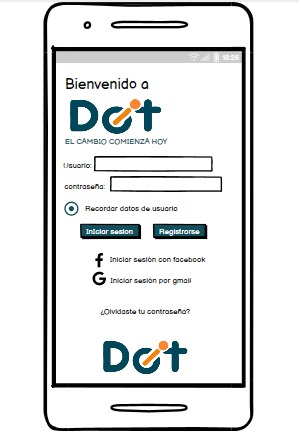 18:26
Bienvenido a
Dot
EL CAMBIO COMIENZA HOY
Usuario:
contraseña:
Recordar datos de usuario
Iniciar sesion Registrarse
Iniciar sesión con facebook
Iniciar sesión por gmail
¿Olvidaste tu contraseña?
Dot